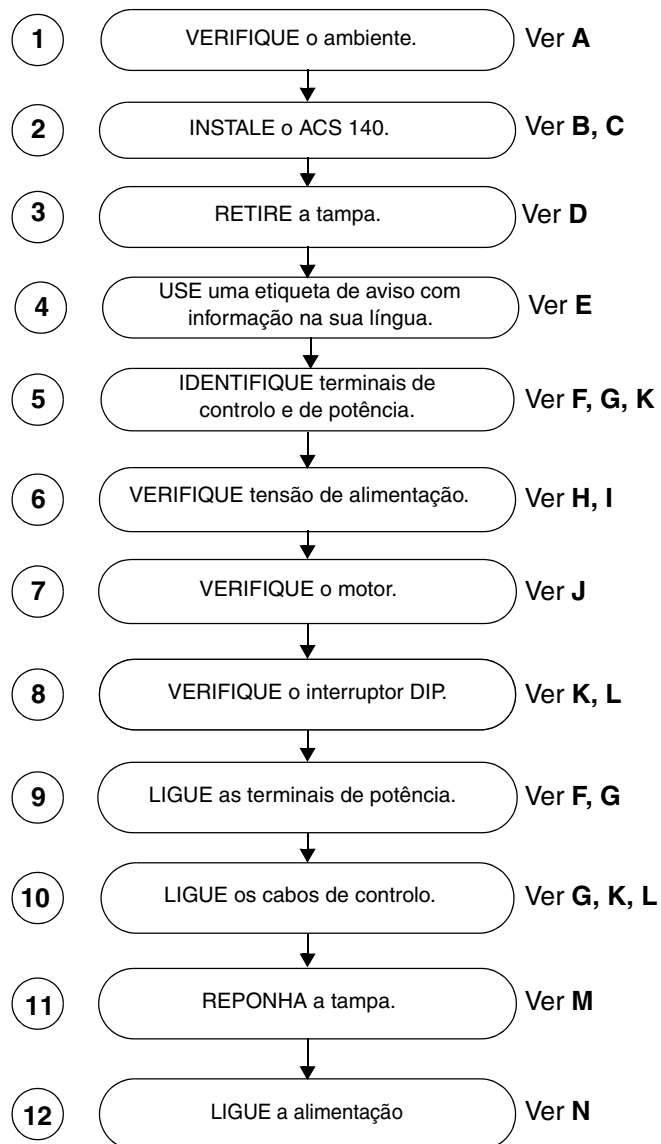 1 VERIFIQUE o ambiente. Ver A
2 INSTALE o ACS 140. Ver B, C
3 RETIRE a tampa. Ver D
4 USE uma etiqueta de aviso com
informação na sua língua. Ver E
5 IDENTIFIQUE terminais de
controlo e de potência. Ver F, G, K
6 VERIFIQUE tensão de alimentação. Ver H, I
7 VERIFIQUE o motor. Ver J
8 VERIFIQUE o interruptor DIP. Ver K, L
9 LIGUE as terminais de potência. Ver F, G
10 LIGUE os cabos de controlo. Ver G, K, L
11 REPONHA a tampa. Ver M
12 LIGUE a alimentação Ver N